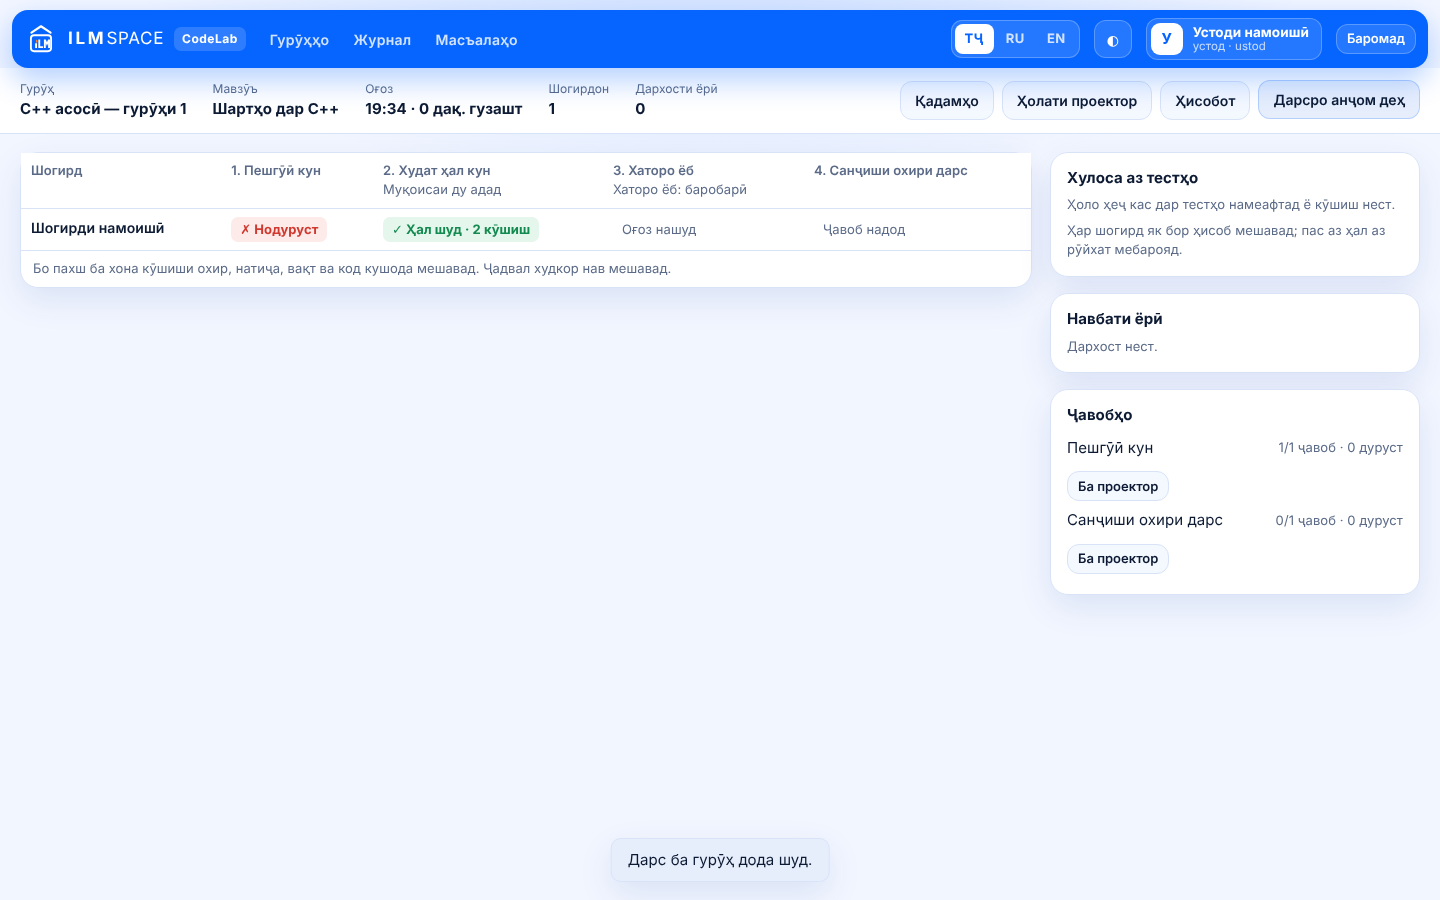 ILMSPACE CodeLab Гурӯҳҳо Журнал Масъалаҳо ТҶ RU EN У Устоди намоишӣ Баромад
устод · ustod
Гурӯҳ Мавзӯъ Оғоз Шогирдон Дархости ёрӣ
C++ асосӣ — гурӯҳи 1 Шартҳо дар C++ 19:34 · 0 дақ. гузашт 1 0
Қадамҳо Ҳолати проектор Ҳисобот Дарсро анҷом деҳ
Шогирд 1. Пешгӯӣ кун 2. Худат ҳал кун 3. Хаторо ёб 4. Санҷиши охири дарс
Муқоисаи ду адад Хаторо ёб: баробарӣ
Шогирди намоишӣ ✗ Нодуруст ✓ Ҳал шуд · 2 кӯшиш Оғоз нашуд Ҷавоб надод
Бо пахш ба хона кӯшиши охир, натиҷа, вақт ва код кушода мешавад. Ҷадвал худкор нав мешавад.
Хулоса аз тестҳо
Ҳоло ҳеҷ кас дар тестҳо намеафтад ё кӯшиш нест.
Ҳар шогирд як бор ҳисоб мешавад; пас аз ҳал аз
рӯйхат мебарояд.
Навбати ёрӣ
Дархост нест.
Ҷавобҳо
Пешгӯӣ кун 1/1 ҷавоб · 0 дуруст
Ба проектор
Санҷиши охири дарс 0/1 ҷавоб · 0 дуруст
Ба проектор
Дарс ба гурӯҳ дода шуд.